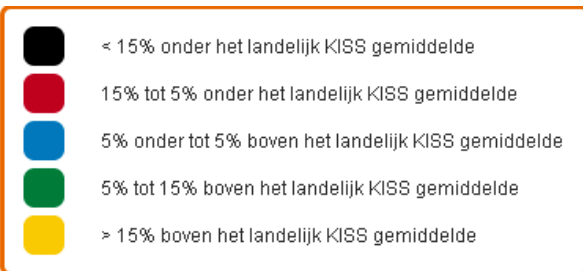 < 15% onder het landelijk KISS gemiddelde
15% tot 5% onder het landelijk KISS gemiddelde
5% onder tot 5% boven het landelijk KISS gemiddelde
5% tot 15% boven het landelijk KISS gemiddelde
> 15% boven het landelijk KISS gemiddelde